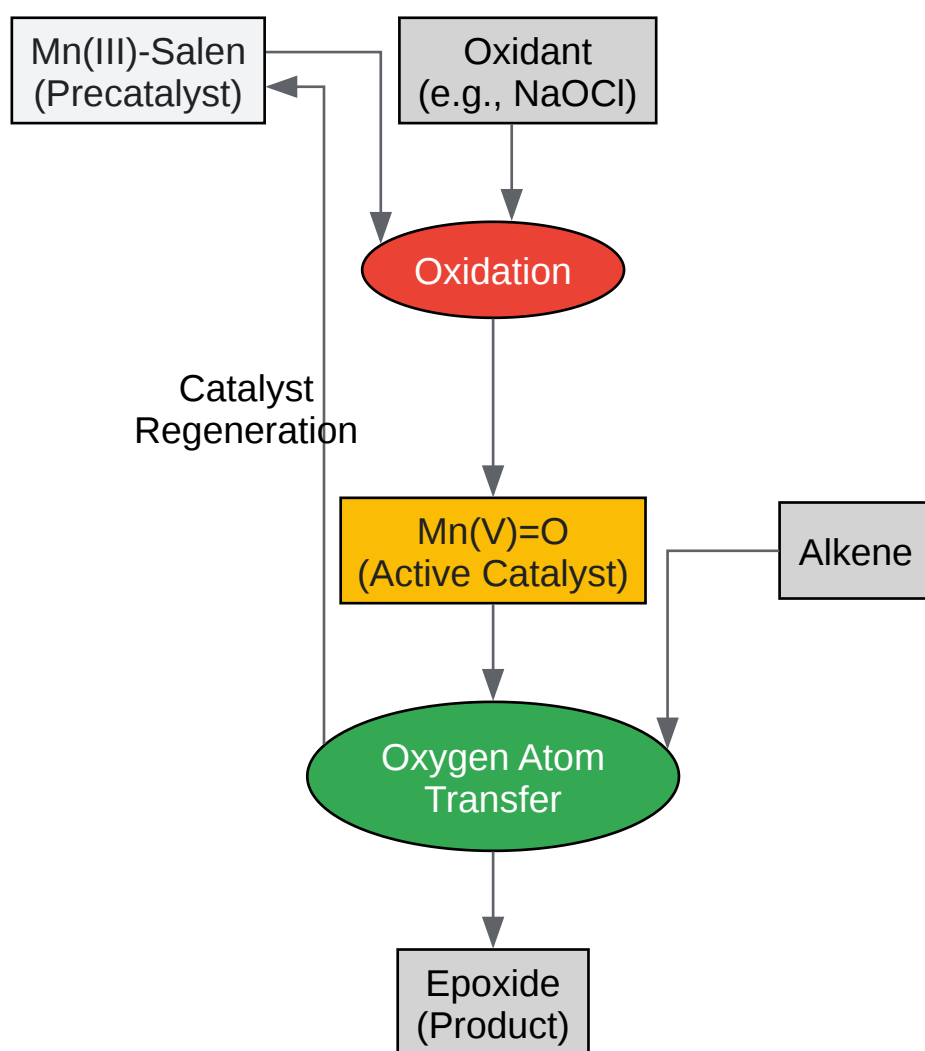 Mn(III)-Salen
(Precatalyst)
Oxidant
(e.g., NaOCl)
Oxidation
Catalyst
Regeneration
Mn(V)=O
(Active Catalyst)
Alkene
Oxygen Atom
Transfer
Epoxide
(Product)